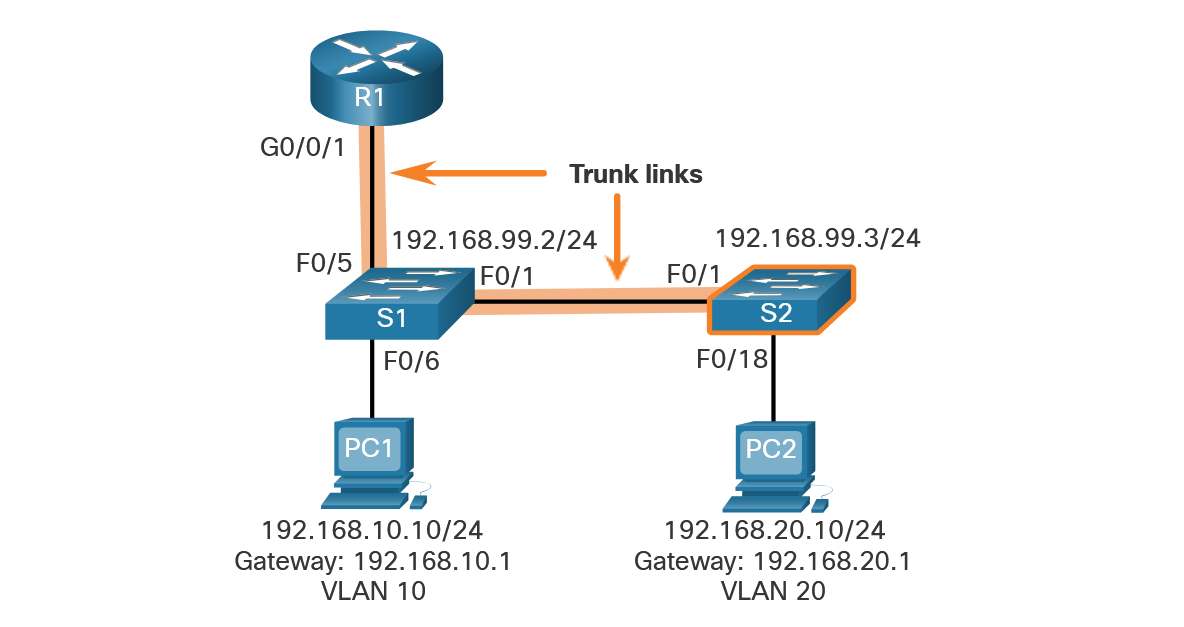 R1
G0/0/1
Trunk links
192.168.99.2/24
192.168.99.3/24
F0/5
F0/1
F0/1
S1
S2
F0/6
F0/18
PC1
PC2
192.168.10.10/24
Gateway: 192.168.10.1
VLAN 10
192.168.20.10/24
Gateway: 192.168.20.1
VLAN 20